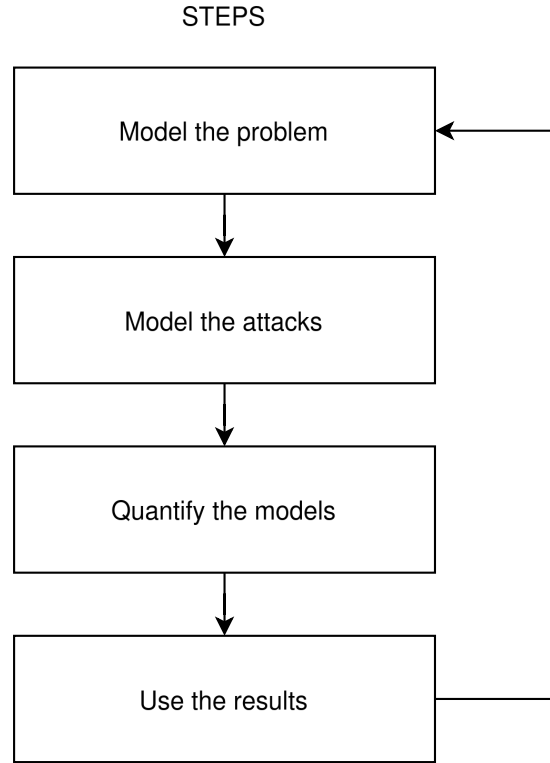 STEPS
Model the problem
Model the attacks
Quantify the models
Use the results